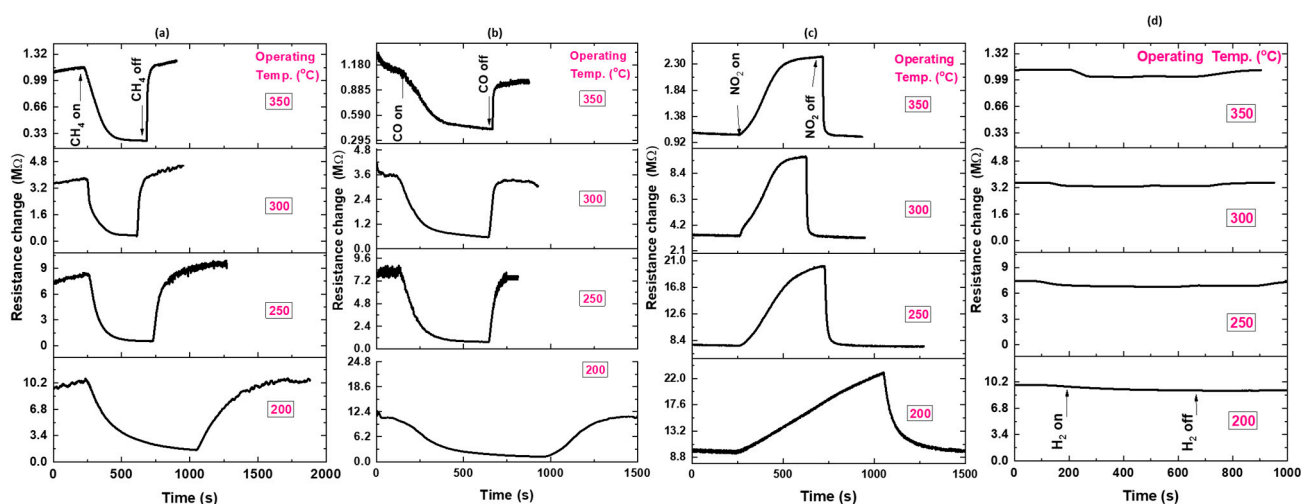 (a)
Resistance change (MΩ)
1.32
0.99
0.66
0.33
Operating
Temp. (°C)
350
CH4 on
CH4 off
4.8
3.2
1.6
0.0
300
9
6
3
0
250
10.2
6.8
3.4
0.0
200
0 500 1000 1500 2000
Time (s)
(b)
Resistance change (MΩ)
1.180
0.885
0.590
0.295
Operating
Temp. (°C)
350
CO on
CO off
4.8
3.6
2.4
1.2
0.0
300
9.6
7.2
4.8
2.4
0.0
250
24.8
18.6
12.4
6.2
0.0
200
0 500 1000 1500
Time (s)
(c)
Resistance change (MΩ)
2.30
1.84
1.38
0.92
Operating
Temp. (°C)
350
NO2 on
NO2 off
8.4
6.3
4.2
2.1
300
21.0
16.8
12.6
8.4
250
22.0
17.6
13.2
8.8
200
0 500 1000 1500
Time (s)
(d)
Resistance change (MΩ)
1.32
0.99
0.66
0.33
Operating Temp. (°C)
350
4.8
3.2
1.6
0.0
300
9
6
3
0
250
10.2
6.8
3.4
0.0
H2 on
H2 off
200
0 200 400 600 800 1000
Time (s)